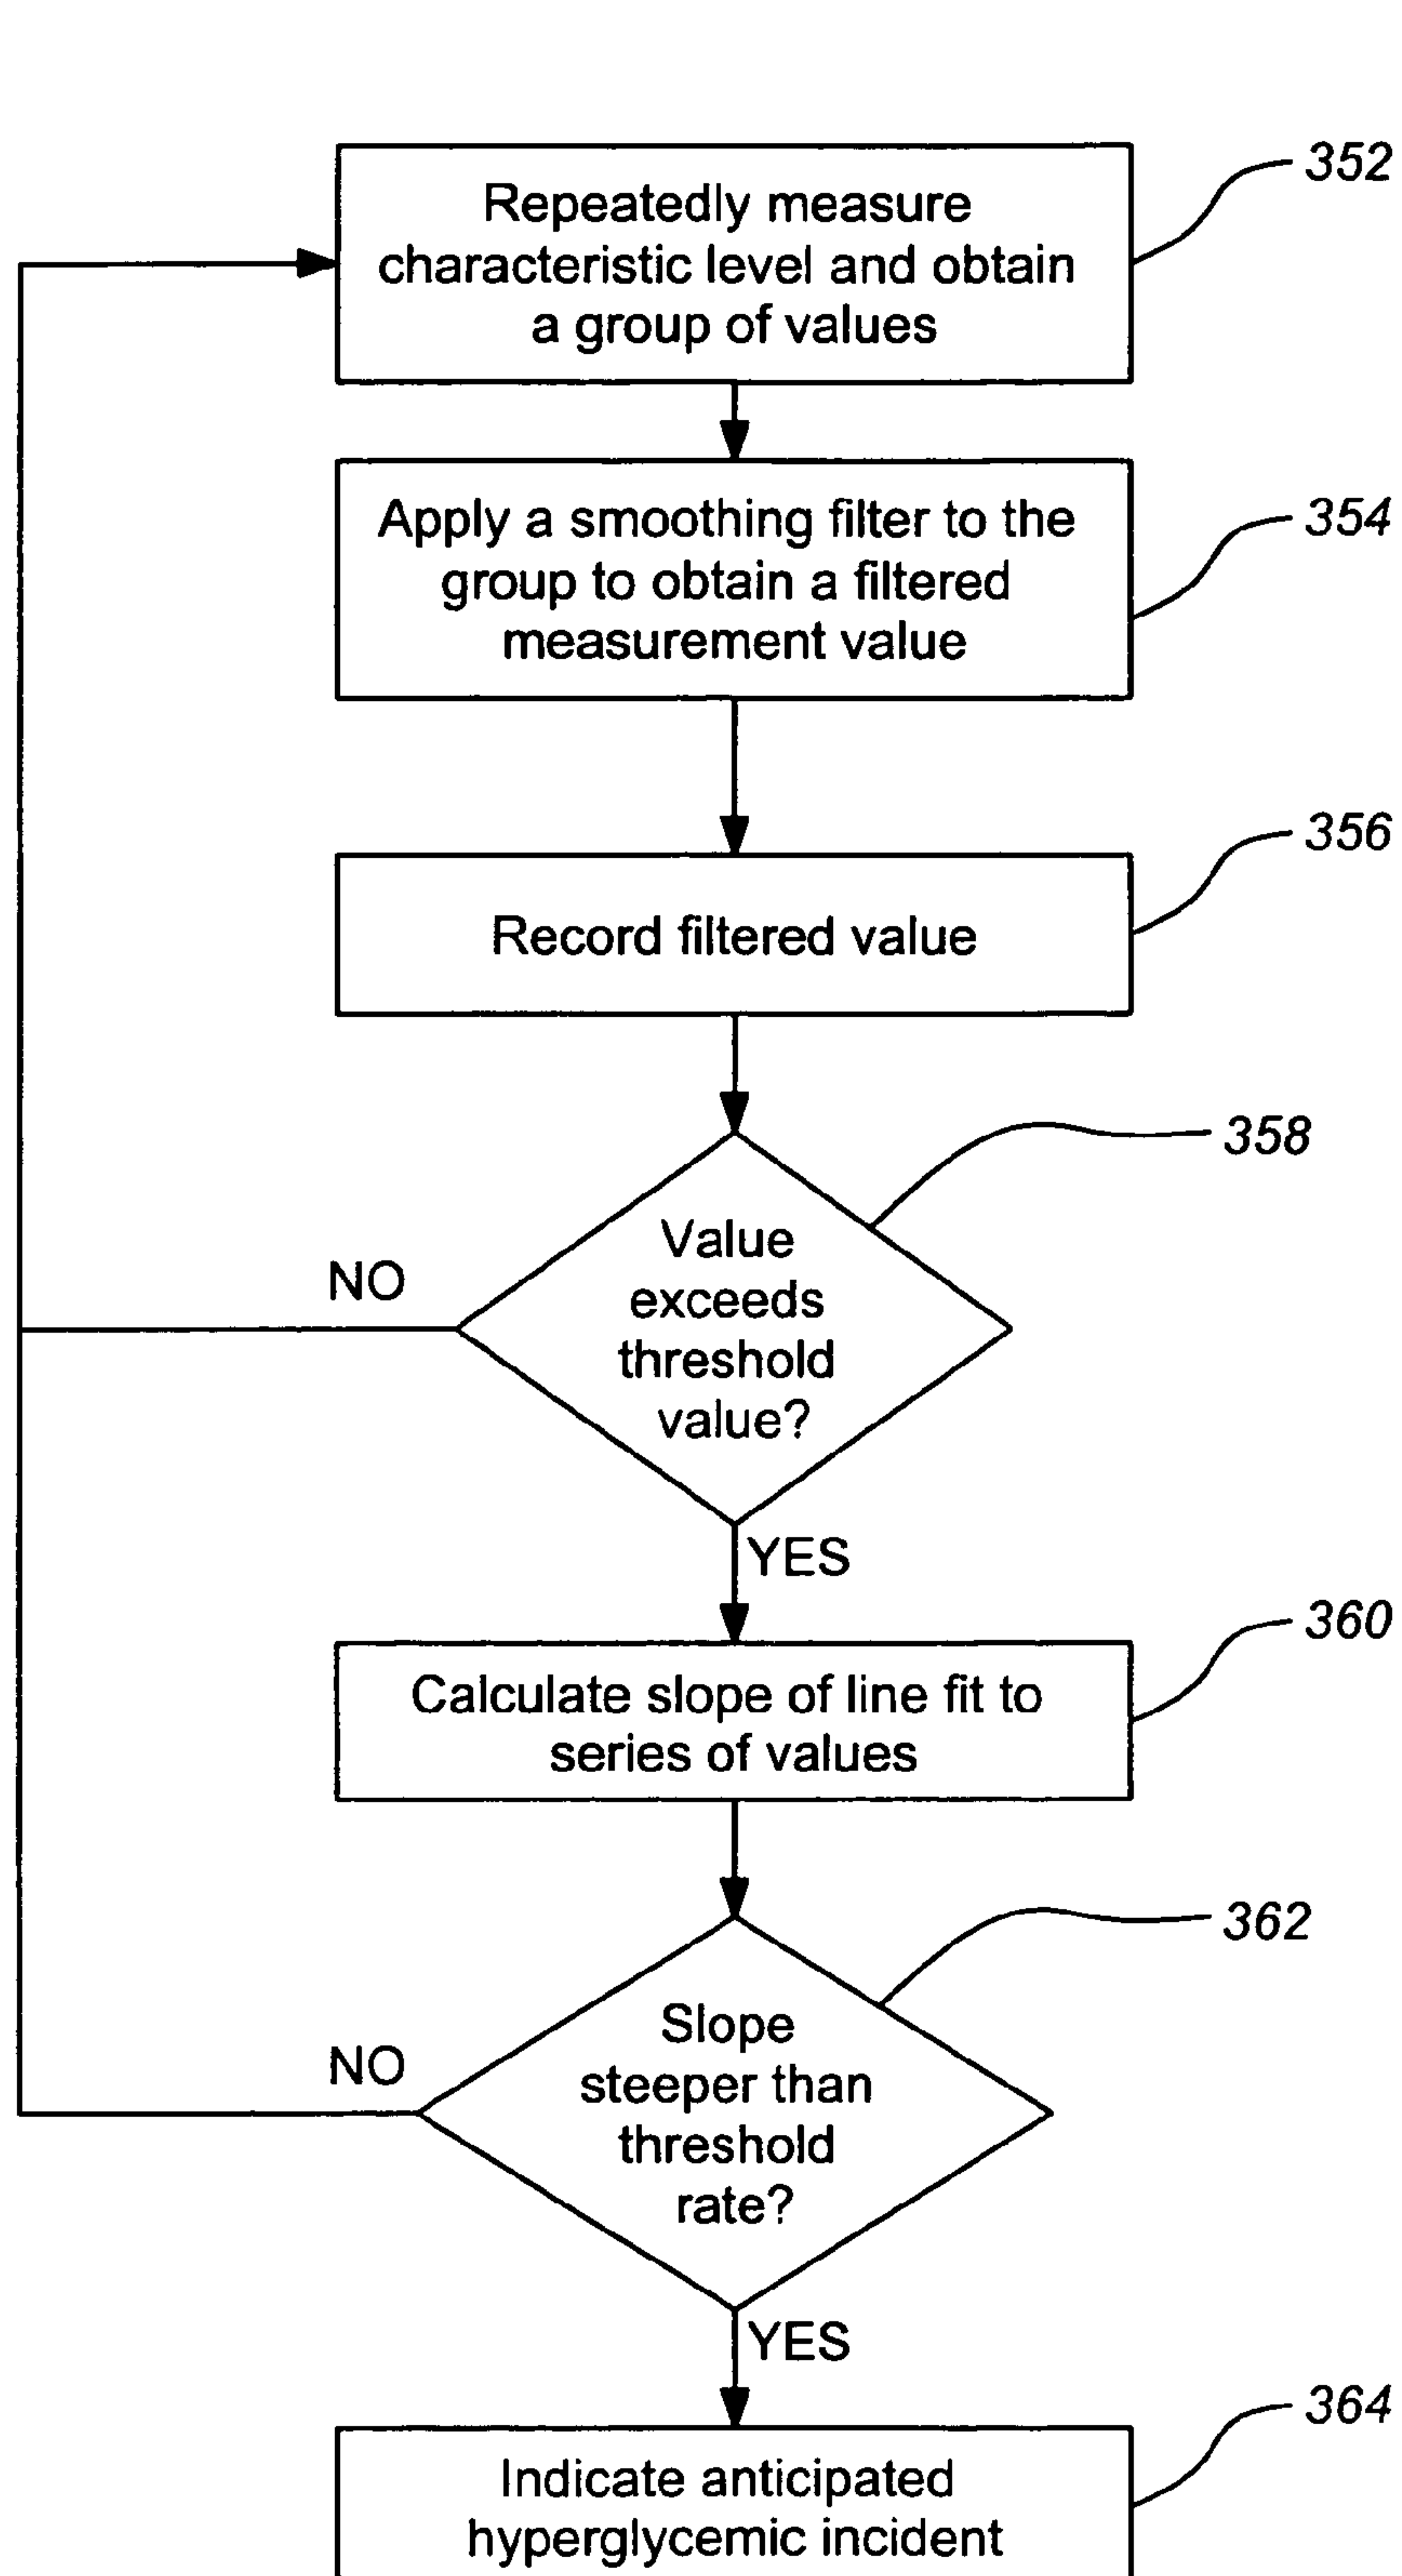 352
Repeatedly measure
characteristic level and obtain
a group of values
354
Apply a smoothing filter to the
group to obtain a filtered
measurement value
356
Record filtered value
358
Value
exceeds
threshold
value?
NO
YES
360
Calculate slope of line fit to
series of values
362
Slope
steeper than
threshold
rate?
NO
YES
364
Indicate anticipated
hyperglycemic incident